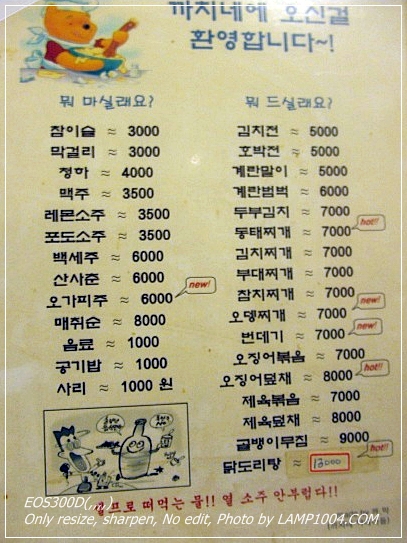 까치네에 오신걸
환영합니다~!
뭐 마실래요?
참이슬 ≈ 3000
막걸리 ≈ 3000
청하 ≈ 4000
맥주 ≈ 3500
레몬소주 ≈ 3500
포도소주 ≈ 3500
백세주 ≈ 6000
산사춘 ≈ 6000
오가피주 ≈ 6000 new!
매취순 ≈ 8000
음료 ≈ 1000
공기밥 ≈ 1000
사리 ≈ 1000 원
뭐 드실래요?
김치전 ≈ 5000
호박전 ≈ 5000
계란말이 ≈ 5000
계란범벅 ≈ 6000
두부김치 ≈ 7000
동태찌개 ≈ 7000 hot!!
김치찌개 ≈ 7000
부대찌개 ≈ 7000
참치찌개 ≈ 7000
오뎅찌개 ≈ 7000 new!
번데기 ≈ 7000 new!
오징어볶음 ≈ 7000
오징어덮채 ≈ 8000 hot!!
제육볶음 ≈ 7000
제육덮채 ≈ 8000
골뱅이무침 ≈ 9000
닭도리탕 ≈ 12000 hot!!
떠먹는 물!! 열 소주 안부럽다!!
EOS300D(,,,,)
Only resize, sharpen, No edit, Photo by LAMP1004.COM